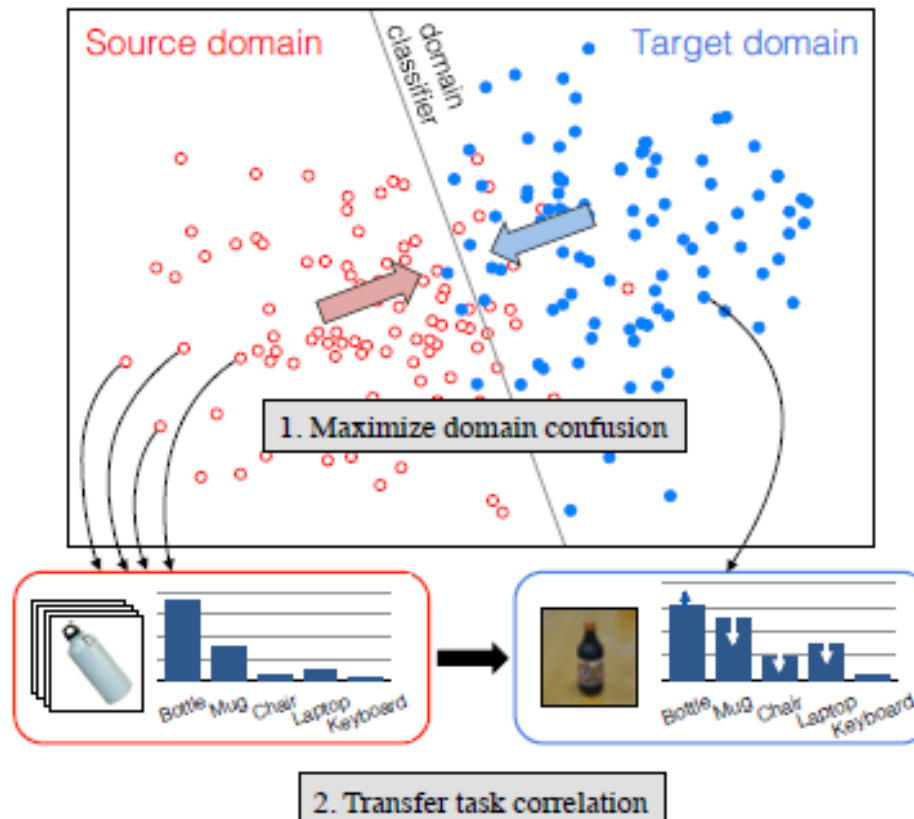 Source domain
domain
classifier
Target domain
1. Maximize domain confusion
Bottle
Mug
Chair
Laptop
Keyboard
Bottle
Mug
Chair
Laptop
Keyboard
2. Transfer task correlation